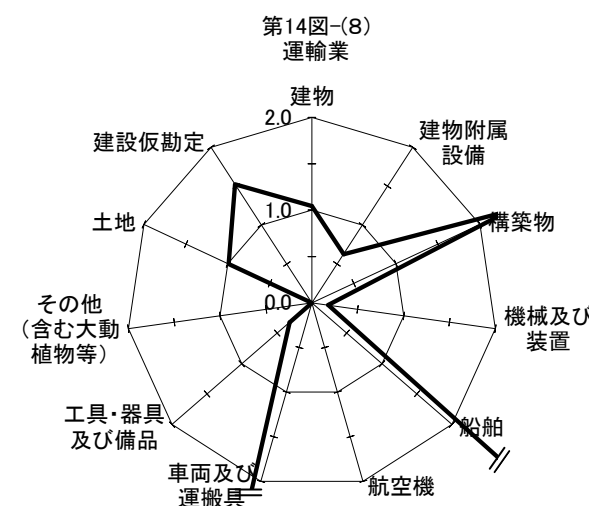 第14図-(8)
運輸業
建物
2.0
建物附属
設備
建設仮勘定
1.0
土地
構築物
0.0
その他
(含む大動
植物等)
機械及び
装置
工具・器具
及び備品
船舶
車両及び
運搬具
航空機